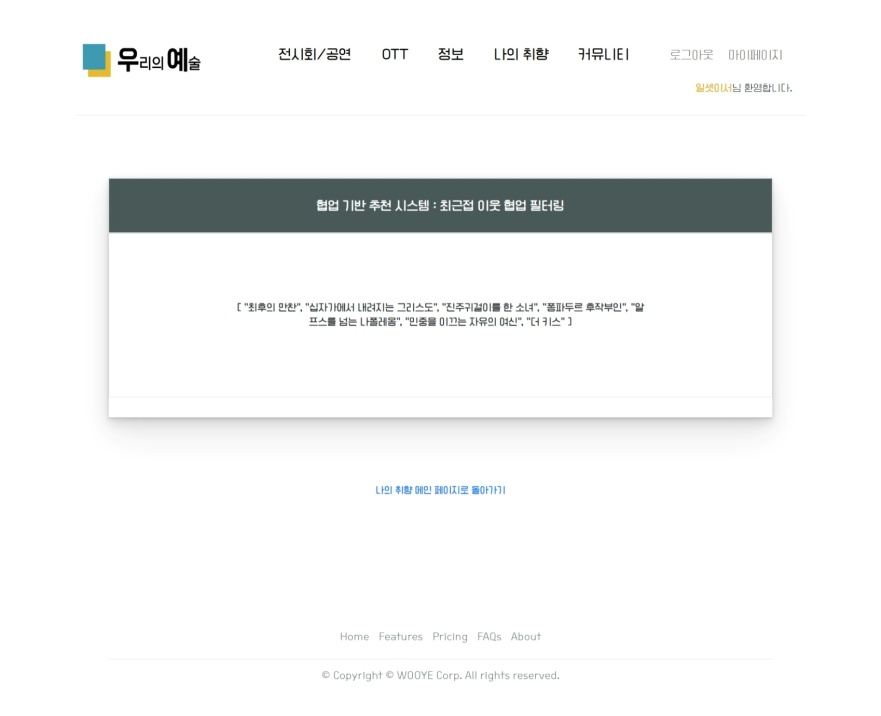 우리의 예술
전시회/공연 OTT 정보 나의 취향 커뮤니티 로그아웃 마이페이지
일셋이서님 환영합니다.
협업 기반 추천 시스템 : 최근접 이웃 협업 필터링
[ "최후의 만찬", "십자가에서 내려지는 그리스도", "진주귀걸이를 한 소녀", "퐁파두르 후작부인", "알
프스를 넘는 나폴레옹", "민중을 이끄는 자유의 여신", "더 키스" ]
나의 취향 메인 페이지로 돌아가기
Home Features Pricing FAQs About
© Copyright © WOOYE Corp. All rights reserved.